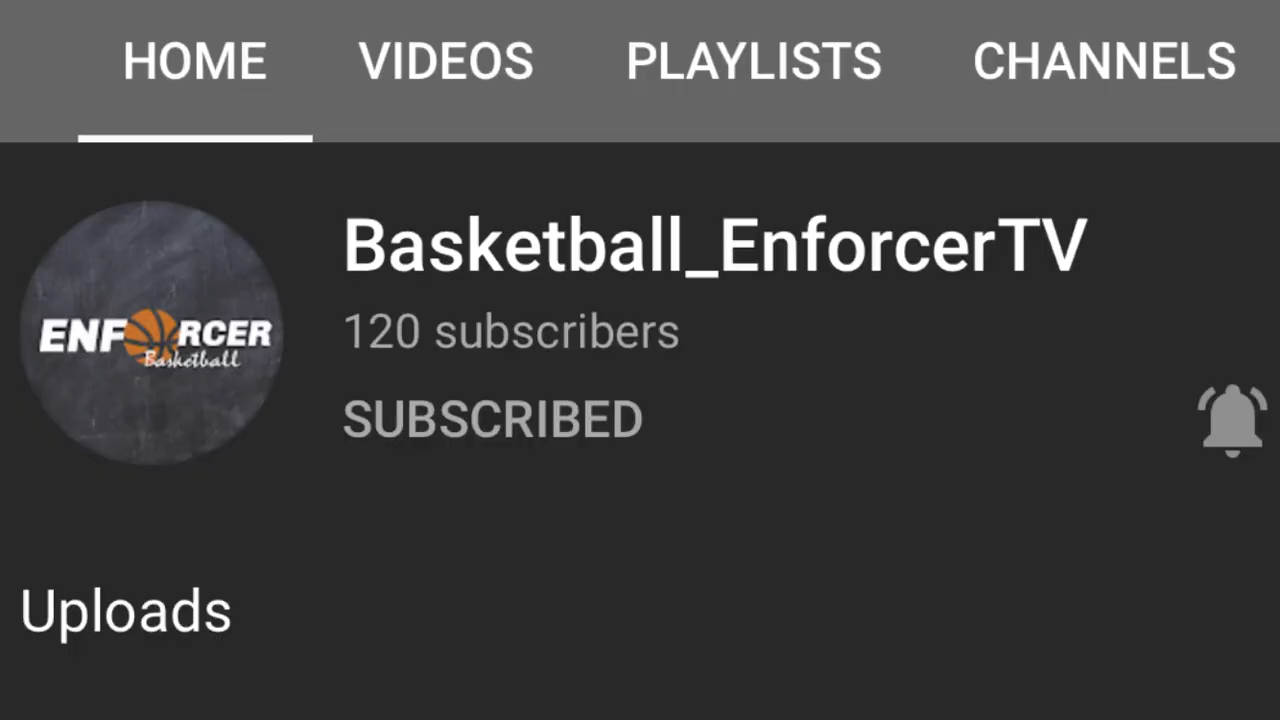 HOME VIDEOS PLAYLISTS CHANNELS
Basketball_EnforcerTV
120 subscribers
SUBSCRIBED
ENFORCER
Basketball
Uploads